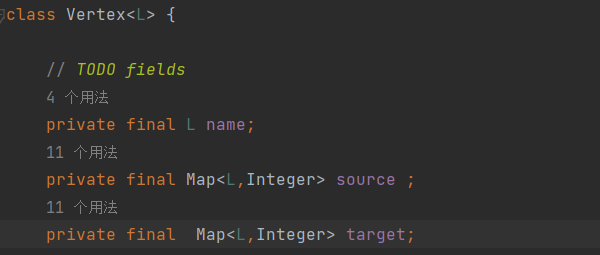 class Vertex<L> {
// TODO fields
4 个用法
private final L name;
11 个用法
private final Map<L,Integer> source ;
11 个用法
private final  Map<L,Integer> target;